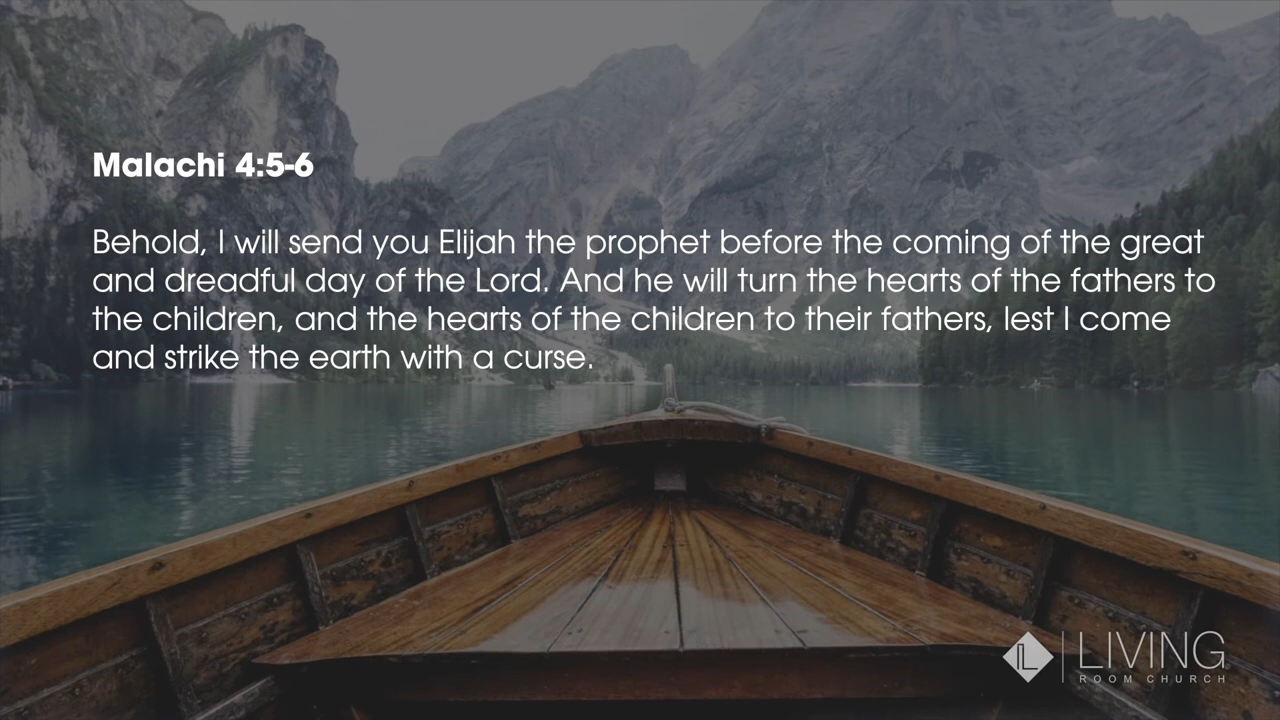 Malachi 4:5-6
Behold, I will send you Elijah the prophet before the coming of the great
and dreadful day of the Lord. And he will turn the hearts of the fathers to
the children, and the hearts of the children to their fathers, lest I come
and strike the earth with a curse.
LIVING
ROOM CHURCH